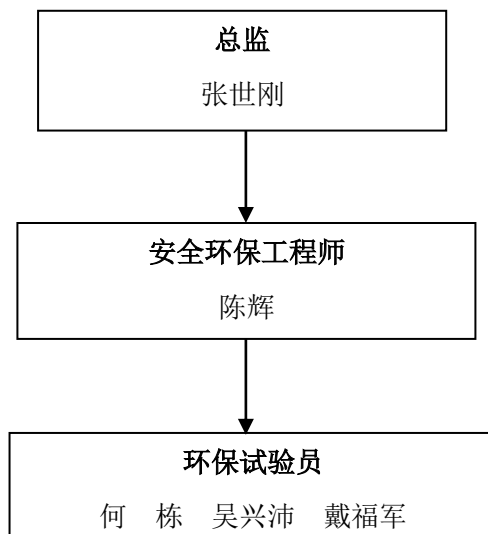 总监
张世刚
安全环保工程师
陈辉
环保试验员
何　栋　吴兴沛　戴福军